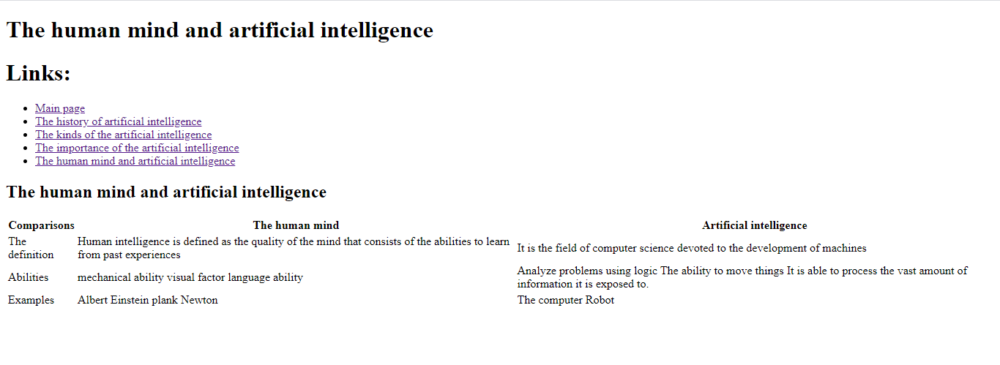 The human mind and artificial intelligence
Links:
Main page
The history of artificial intelligence
The kinds of the artificial intelligence
The importance of the artificial intelligence
The human mind and artificial intelligence
The human mind and artificial intelligence
Comparisons The human mind Artificial intelligence
The definition
Human intelligence is defined as the quality of the mind that consists of the abilities to learn
from past experiences
It is the field of computer science devoted to the development of machines
Abilities
mechanical ability visual factor language ability
Analyze problems using logic The ability to move things It is able to process the vast amount of
information it is exposed to.
Examples
Albert Einstein plank Newton
The computer Robot